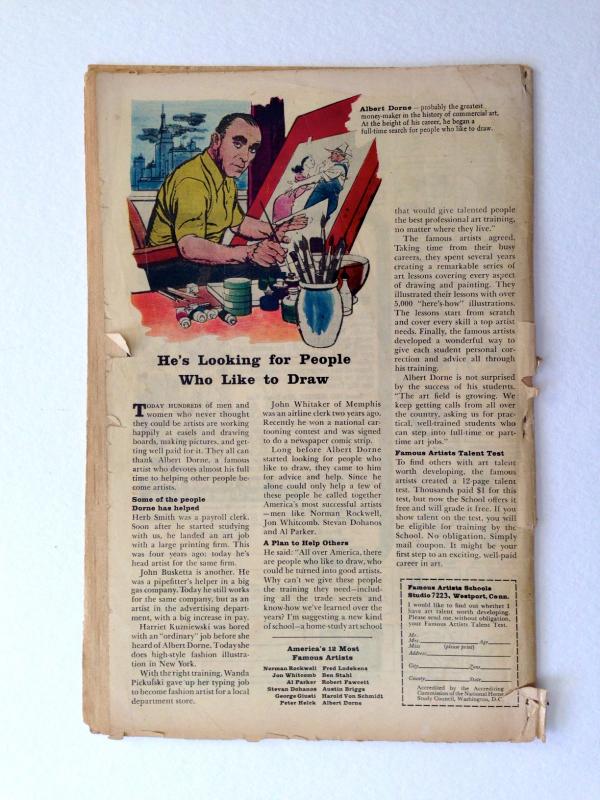 Albert Dorne — probably the greatest
money-maker in the history of commercial art.
At the height of his career, he began a
full-time search for people who like to draw.
He's Looking for People
Who Like to Draw
TODAY HUNDREDS of men and
women who never thought
they could be artists are working
happily at easels and drawing
boards, making pictures, and get-
ting well paid for it. They all can
thank Albert Dorne, a famous
artist who devotes almost his full
time to helping other people be-
come artists.
Some of the people
Dorne has helped
Herb Smith was a payroll clerk.
Soon after he started studying
with us, he landed an art job
with a large printing firm. This
was four years ago; today he's
head artist for the same firm.
John Busketta is another. He
was a pipefitter's helper in a big
gas company. Today he still works
for the same company, but as an
artist in the advertising depart-
ment, with a big increase in pay.
Harriet Kuzniewski was bored
with an "ordinary" job before she
heard of Albert Dorne. Today she
does high-style fashion illustra-
tion in New York.
With the right training, Wanda
Pickulski gave up her typing job
to become fashion artist for a local
department store.
John Whitaker of Memphis
was an airline clerk two years ago.
Recently he won a national car-
tooning contest and was signed
to do a newspaper comic strip.
Long before Albert Dorne
started looking for people who
like to draw, they came to him
for advice and help. Since he
alone could only help a few of
these people he called together
America's most successful artists
—men like Norman Rockwell,
Jon Whitcomb, Stevan Dohanos
and Al Parker.
A Plan to Help Others
He said: "All over America, there
are people who like to draw, who
could be turned into good artists.
Why can't we give these people
the training they need—includ-
ing all the trade secrets and
know-how we've learned over the
years? I'm suggesting a new kind
of school—a home-study art school
America's 12 Most
Famous Artists
Norman Rockwell Fred Ludekens
Jon Whitcomb Ben Stahl
Al Parker Robert Fawcett
Stevan Dohanos Austin Briggs
George Giusti Harold Von Schmidt
Peter Helck Albert Dorne
that would give talented people
the best professional art training,
no matter where they live."
The famous artists agreed.
Taking time from their busy
careers, they spent several years
creating a remarkable series of
art lessons covering every aspect
of drawing and painting. They
illustrated their lessons with over
5,000 "here's-how" illustrations.
The lessons start from scratch
and cover every skill a top artist
needs. Finally, the famous artists
developed a wonderful way to
give each student personal cor-
rection and advice all through
his training.
Albert Dorne is not surprised
by the success of his students.
"The art field is growing. We
keep getting calls from all over
the country, asking us for prac-
tical, well-trained students who
can step into full-time or part-
time art jobs."
Famous Artists Talent Test
To find others with art talent
worth developing, the famous
artists created a 12-page talent
test. Thousands paid $1 for this
test, but now the School offers it
free and will grade it free. If you
show talent on the test, you will
be eligible for training by the
School. No obligation. Simply
mail coupon. It might be your
first step to an exciting, well-paid
career in art.
Famous Artists Schools
Studio 7223, Westport, Conn.
I would like to find out whether I
have art talent worth developing.
Please send me, without obligation,
your Famous Artists Talent Test.
Mr.
Mrs. Age
Miss (please print)
Address
City Zone
County State
Accredited by the Accrediting
Commission of the National Home
Study Council, Washington, D.C.